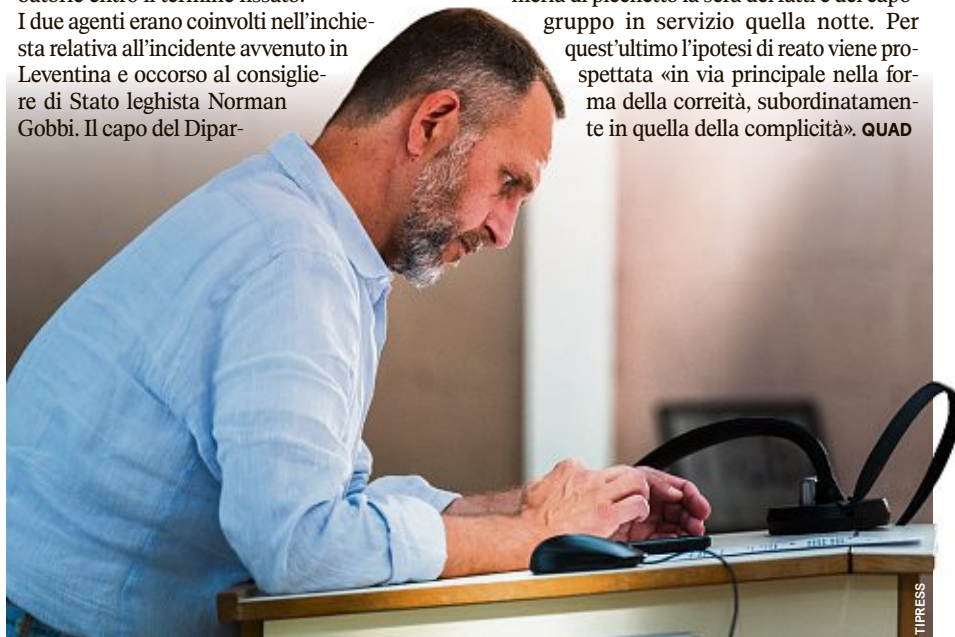 I due agenti erano coinvolti nell'inchie-
sta relativa all'incidente avvenuto in
Leventina e occorso al consiglie-
re di Stato leghista Norman
Gobbi. Il capo del Dipar-
gruppo in servizio quella notte. Per
quest'ultimo l'ipotesi di reato viene pro-
spettata «in via principale nella for-
ma della correità, subordinatamen-
te in quella della complicità». QUAD
TIPRESS